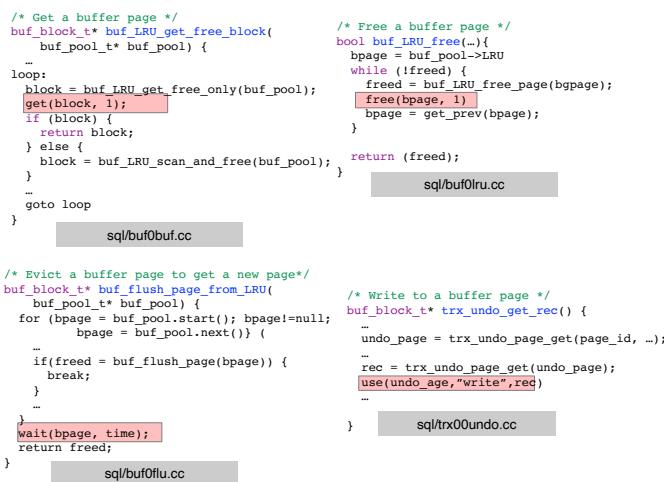 /* Get a buffer page */
buf_block_t* buf_LRU_get_free_block(
buf_pool_t* buf_pool) {
…
loop:
block = buf_LRU_get_free_only(buf_pool);
get(block, 1);
if (block) {
return block;
} else {
block = buf_LRU_scan_and_free(buf_pool);
}
…
goto loop
}
sql/buf0buf.cc
/* Free a buffer page */
bool buf_LRU_free(…){
bpage = buf_pool->LRU
while (!freed) {
freed = buf_LRU_free_page(bgpage);
free(bpage, 1)
bpage = get_prev(bpage);
}
return (freed);
}
sql/buf0lru.cc
/* Evict a buffer page to get a new page*/
buf_block_t* buf_flush_page_from_LRU(
buf_pool_t* buf_pool) {
for (bpage = buf_pool.start(); bpage!=null;
bpage = buf_pool.next()} (
…
if(freed = buf_flush_page(bpage)) {
break;
}
…
}
wait(bpage, time);
return freed;
}
sql/buf0flu.cc
/* Write to a buffer page */
buf_block_t* trx_undo_get_rec() {
…
undo_page = trx_undo_page_get(page_id, …);
…
rec = trx_undo_page_get(undo_page);
use(undo_age,"write",rec)
…
}
sql/trx00undo.cc